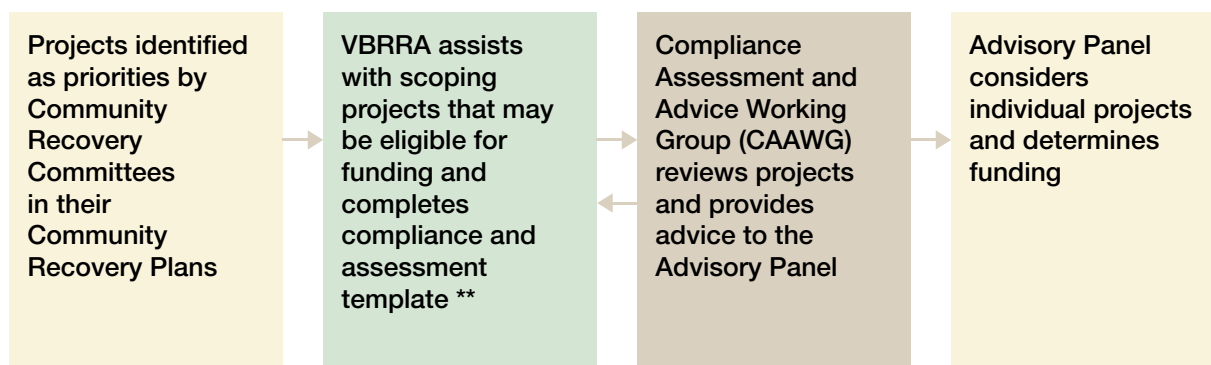 Projects identified
as priorities by
Community
Recovery
Committees
in their
Community
Recovery Plans
VBRRA assists
with scoping
projects that may
be eligible for
funding and
completes
compliance and
assessment
template **
Compliance
Assessment and
Advice Working
Group (CAAWG)
reviews projects
and provides
advice to the
Advisory Panel
Advisory Panel
considers
individual projects
and determines
funding